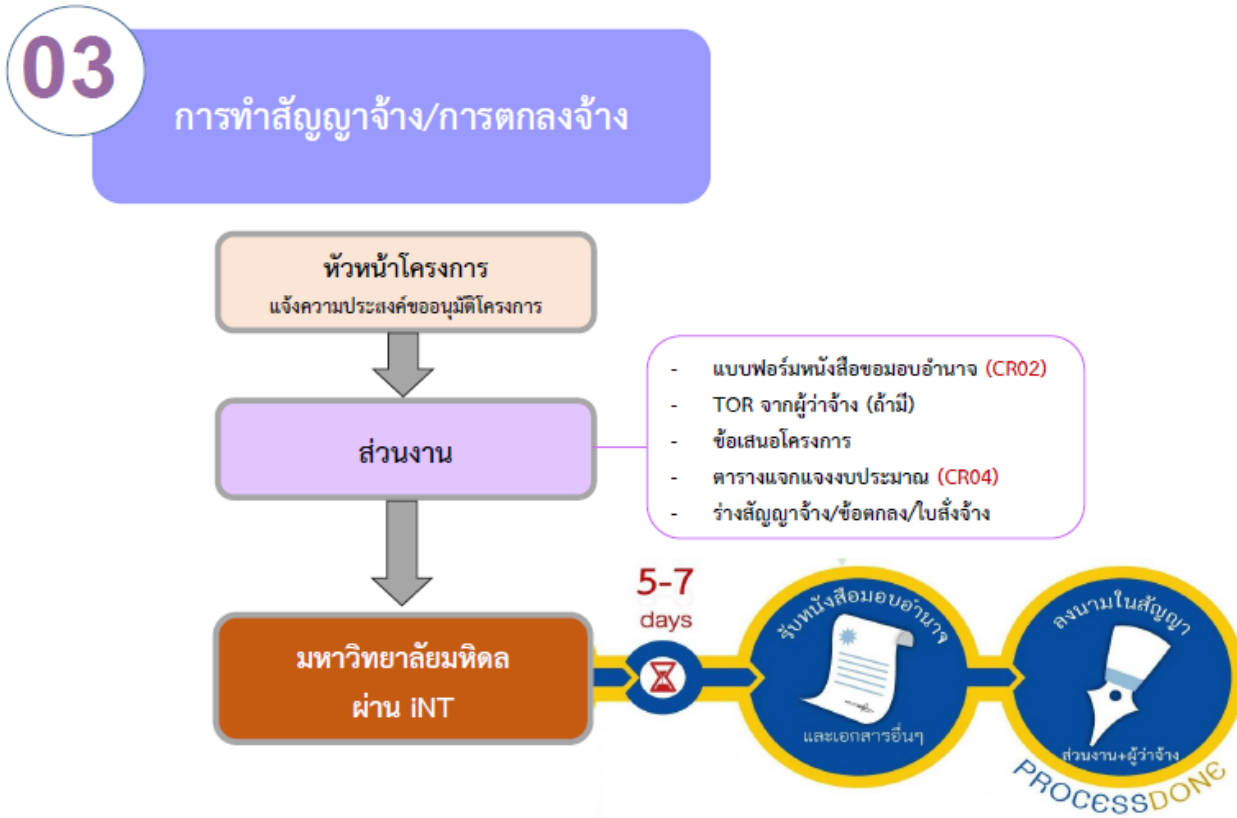 03
การทำสัญญาจ้าง/การตกลงจ้าง
หัวหน้าโครงการ
แจ้งความประสงค์ขออนุมัติโครงการ
ส่วนงาน
- แบบฟอร์มหนังสือขอมอบอำนาจ (CR02)
- TOR จากผู้ว่าจ้าง (ถ้ามี)
- ข้อเสนอโครงการ
- ตารางแจกแจงงบประมาณ (CR04)
- ร่างสัญญาจ้าง/ข้อตกลง/ใบสั่งจ้าง
มหาวิทยาลัยมหิดล
ผ่าน iNT
5-7
days
รับหนังสือมอบอำนาจ
และเอกสารอื่นๆ
ลงนามในสัญญา
ส่วนงาน+ผู้ว่าจ้าง
PROCESSDONE